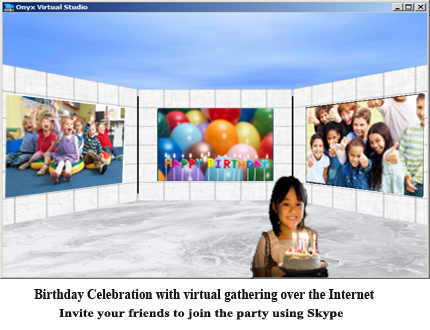 Onyx Virtual Studio
HAPPY BIRTHDAY
Birthday Celebration with virtual gathering over the Internet
Invite your friends to join the party using Skype